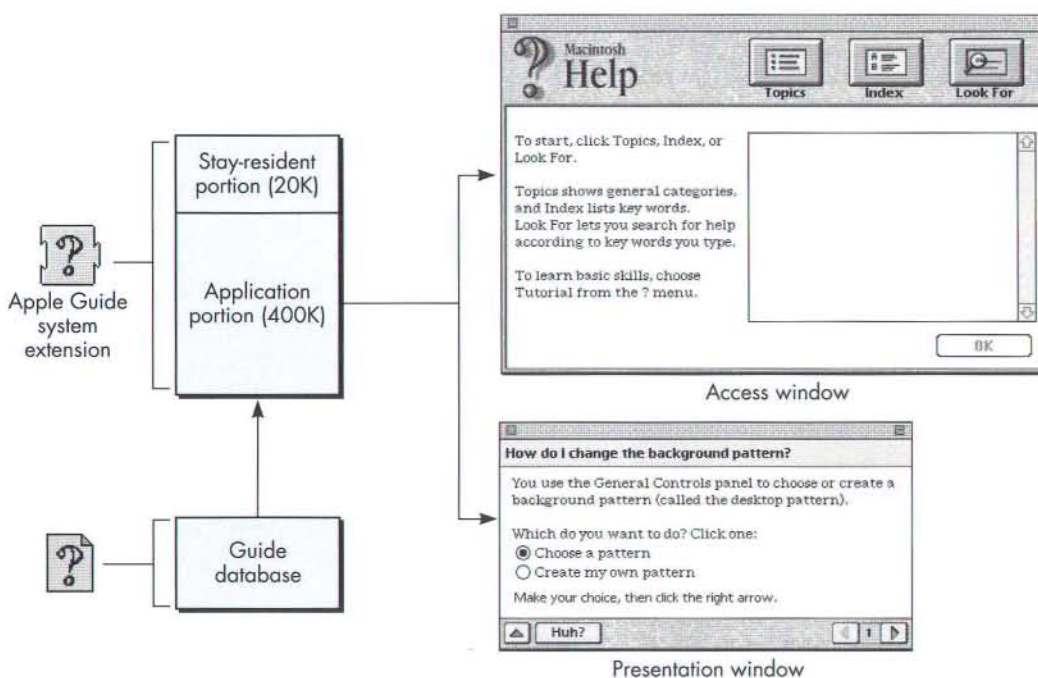 Stay-resident
portion (20K)
Application
portion (400K)
Apple Guide
system
extension
Guide
database
Macintosh
Help
Topics
Index
Look For
To start, click Topics, Index, or
Look For.
Topics shows general categories,
and Index lists key words.
Look For lets you search for help
according to key words you type.
To learn basic skills, choose
Tutorial from the ? menu.
OK
Access window
How do I change the background pattern?
You use the General Controls panel to choose or create a
background pattern (called the desktop pattern).
Which do you want to do? Click one:
Choose a pattern
Create my own pattern
Make your choice, then click the right arrow.
Huh?
1
Presentation window